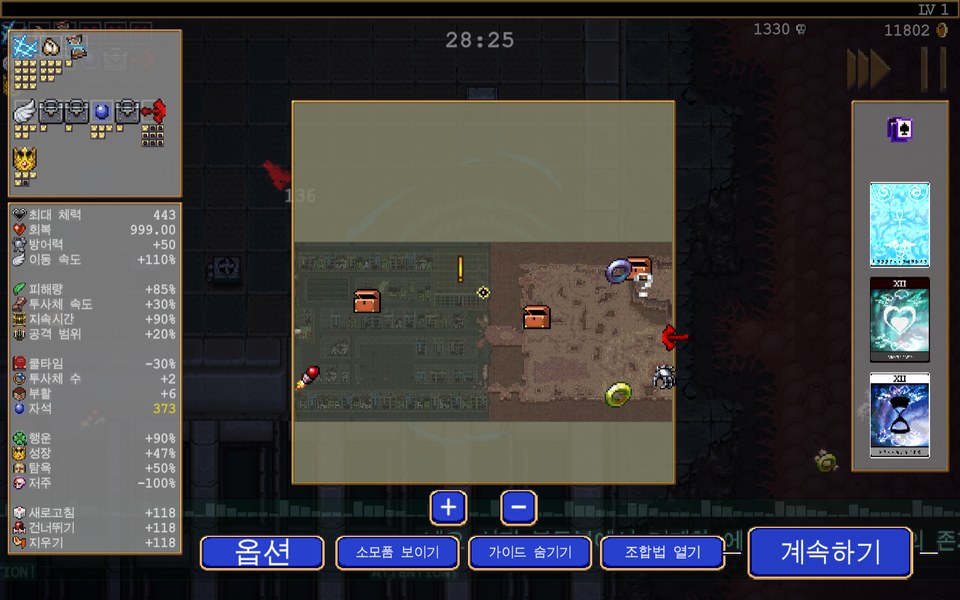 LV 1
28:25
1330
11802
136
최대 체력 443
회복 999.00
방어력 +50
이동 속도 +110%
피해량 +85%
투사체 속도 +30%
지속시간 +90%
공격 범위 +20%
쿨타임 -30%
투사체 수 +2
부활 +6
자석 373
행운 +90%
성장 +47%
탐욕 +50%
저주 -100%
새로고침 +118
건너뛰기 +118
지우기 +118
?
XII
XII
+
-
옵션
소모품 보이기
가이드 숨기기
조합법 열기
계속하기